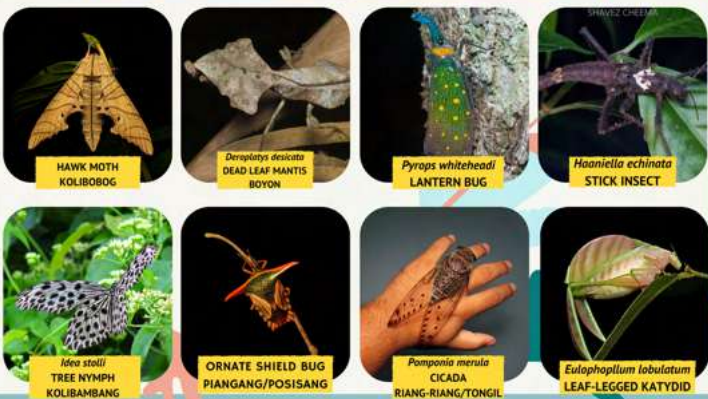 SHAVEZ CHEEMA
HAWK MOTH
KOLIBOBOG
Deroplatys desicata
DEAD LEAF MANTIS
BOYON
Pyrops whiteheadi
LANTERN BUG
Haaniella echinata
STICK INSECT
Idea stolli
TREE NYMPH
KOLIBAMBANG
ORNATE SHIELD BUG
PIANGANG/POSISANG
Pomponia merula
CICADA
RIANG-RIANG/TONGIL
Eulophopllum lobulatum
LEAF-LEGGED KATYDID